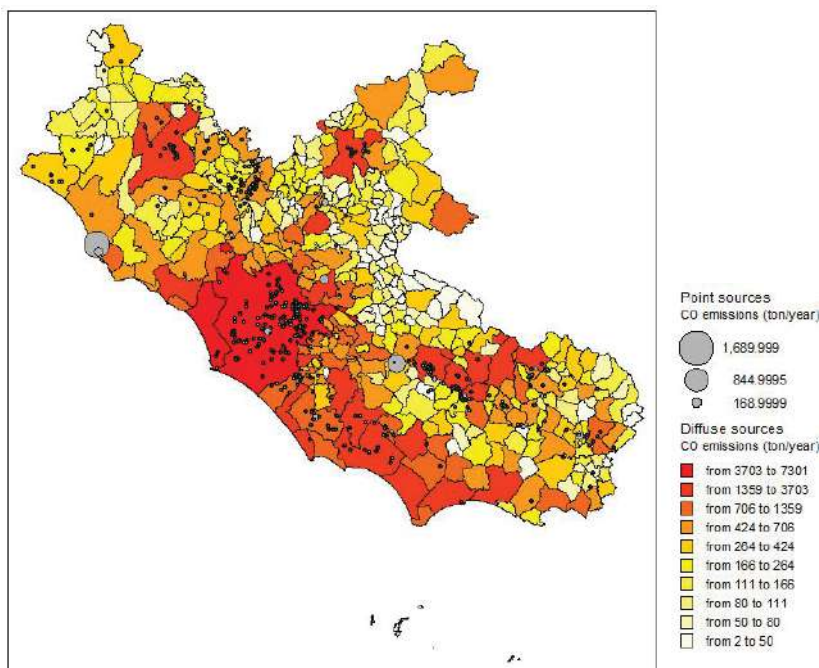 Point sources
CO emissions (ton/year)
1,689.999
844.9995
168.9999
Diffuse sources
CO emissions (ton/year)
from 3703 to 7301
from 1359 to 3703
from 706 to 1359
from 424 to 706
from 264 to 424
from 166 to 264
from 111 to 166
from 80 to 111
from 50 to 80
from 2 to 50